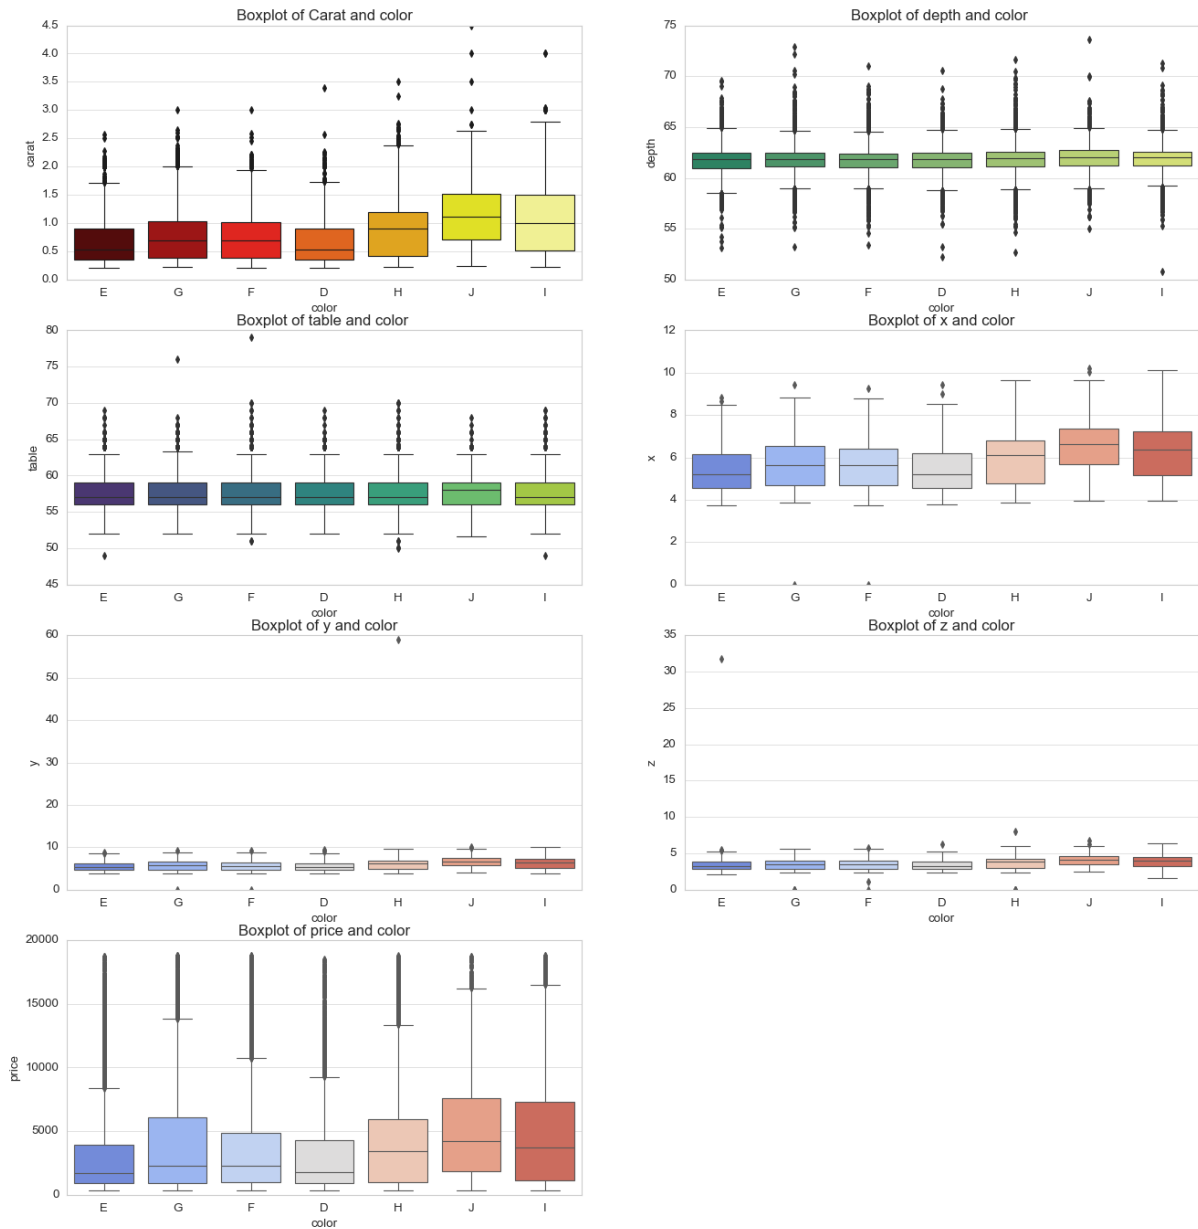 Boxplot of Carat and color
4.5
4.0
3.5
3.0
2.5
2.0
1.5
1.0
0.5
0.0
carat
E G F D H J I
color
Boxplot of depth and color
75
70
65
60
55
50
depth
E G F D H J I
color
Boxplot of table and color
80
75
70
65
60
55
50
45
table
E G F D H J I
color
Boxplot of x and color
12
10
8
6
4
2
0
x
E G F D H J I
color
Boxplot of y and color
60
50
40
30
20
10
0
y
E G F D H J I
color
Boxplot of z and color
35
30
25
20
15
10
5
0
z
E G F D H J I
color
Boxplot of price and color
20000
15000
10000
5000
0
price
E G F D H J I
color